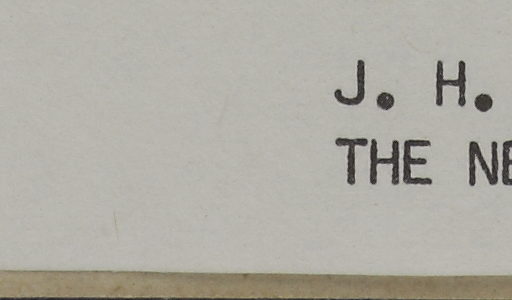 J. H.
THE NE